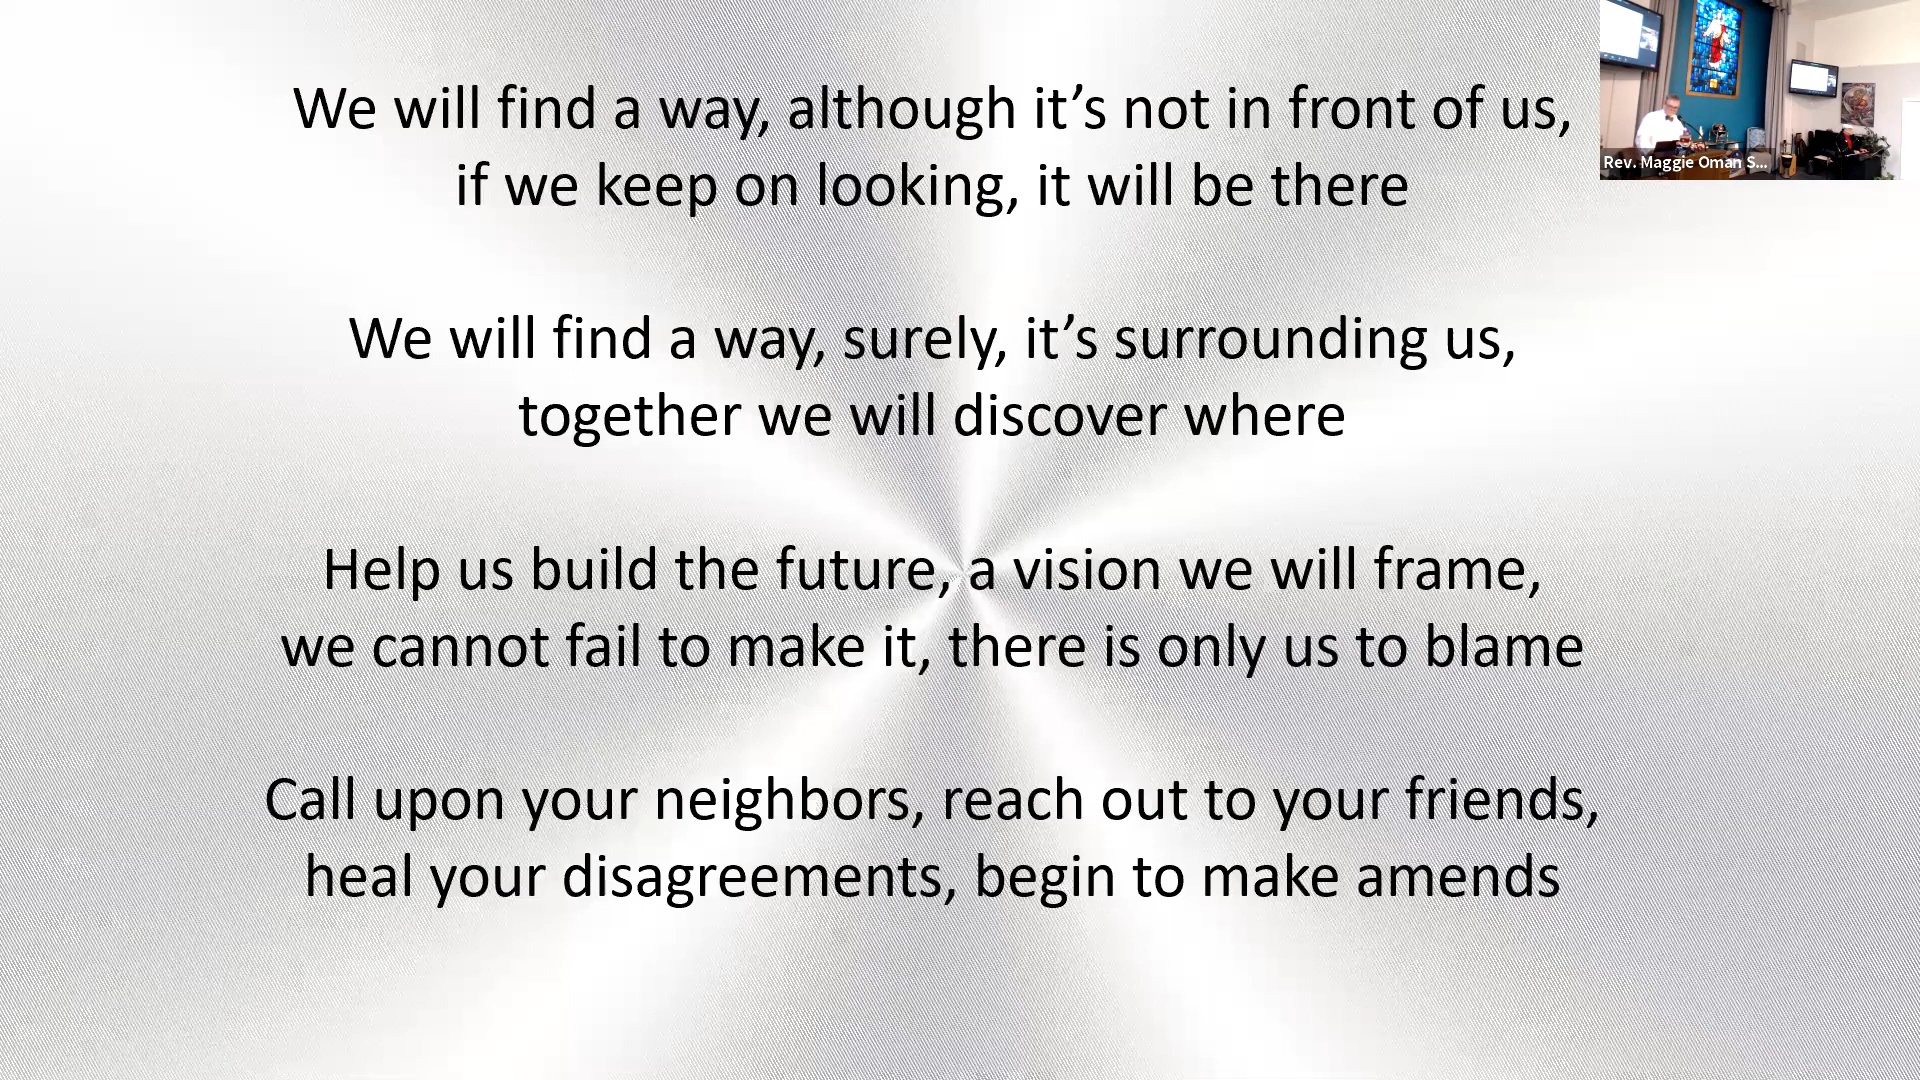 We will find a way, although it’s not in front of us,
if we keep on looking, it will be there
We will find a way, surely, it’s surrounding us,
together we will discover where
Help us build the future, a vision we will frame,
we cannot fail to make it, there is only us to blame
Call upon your neighbors, reach out to your friends,
heal your disagreements, begin to make amends
Rev. Maggie Oman S...